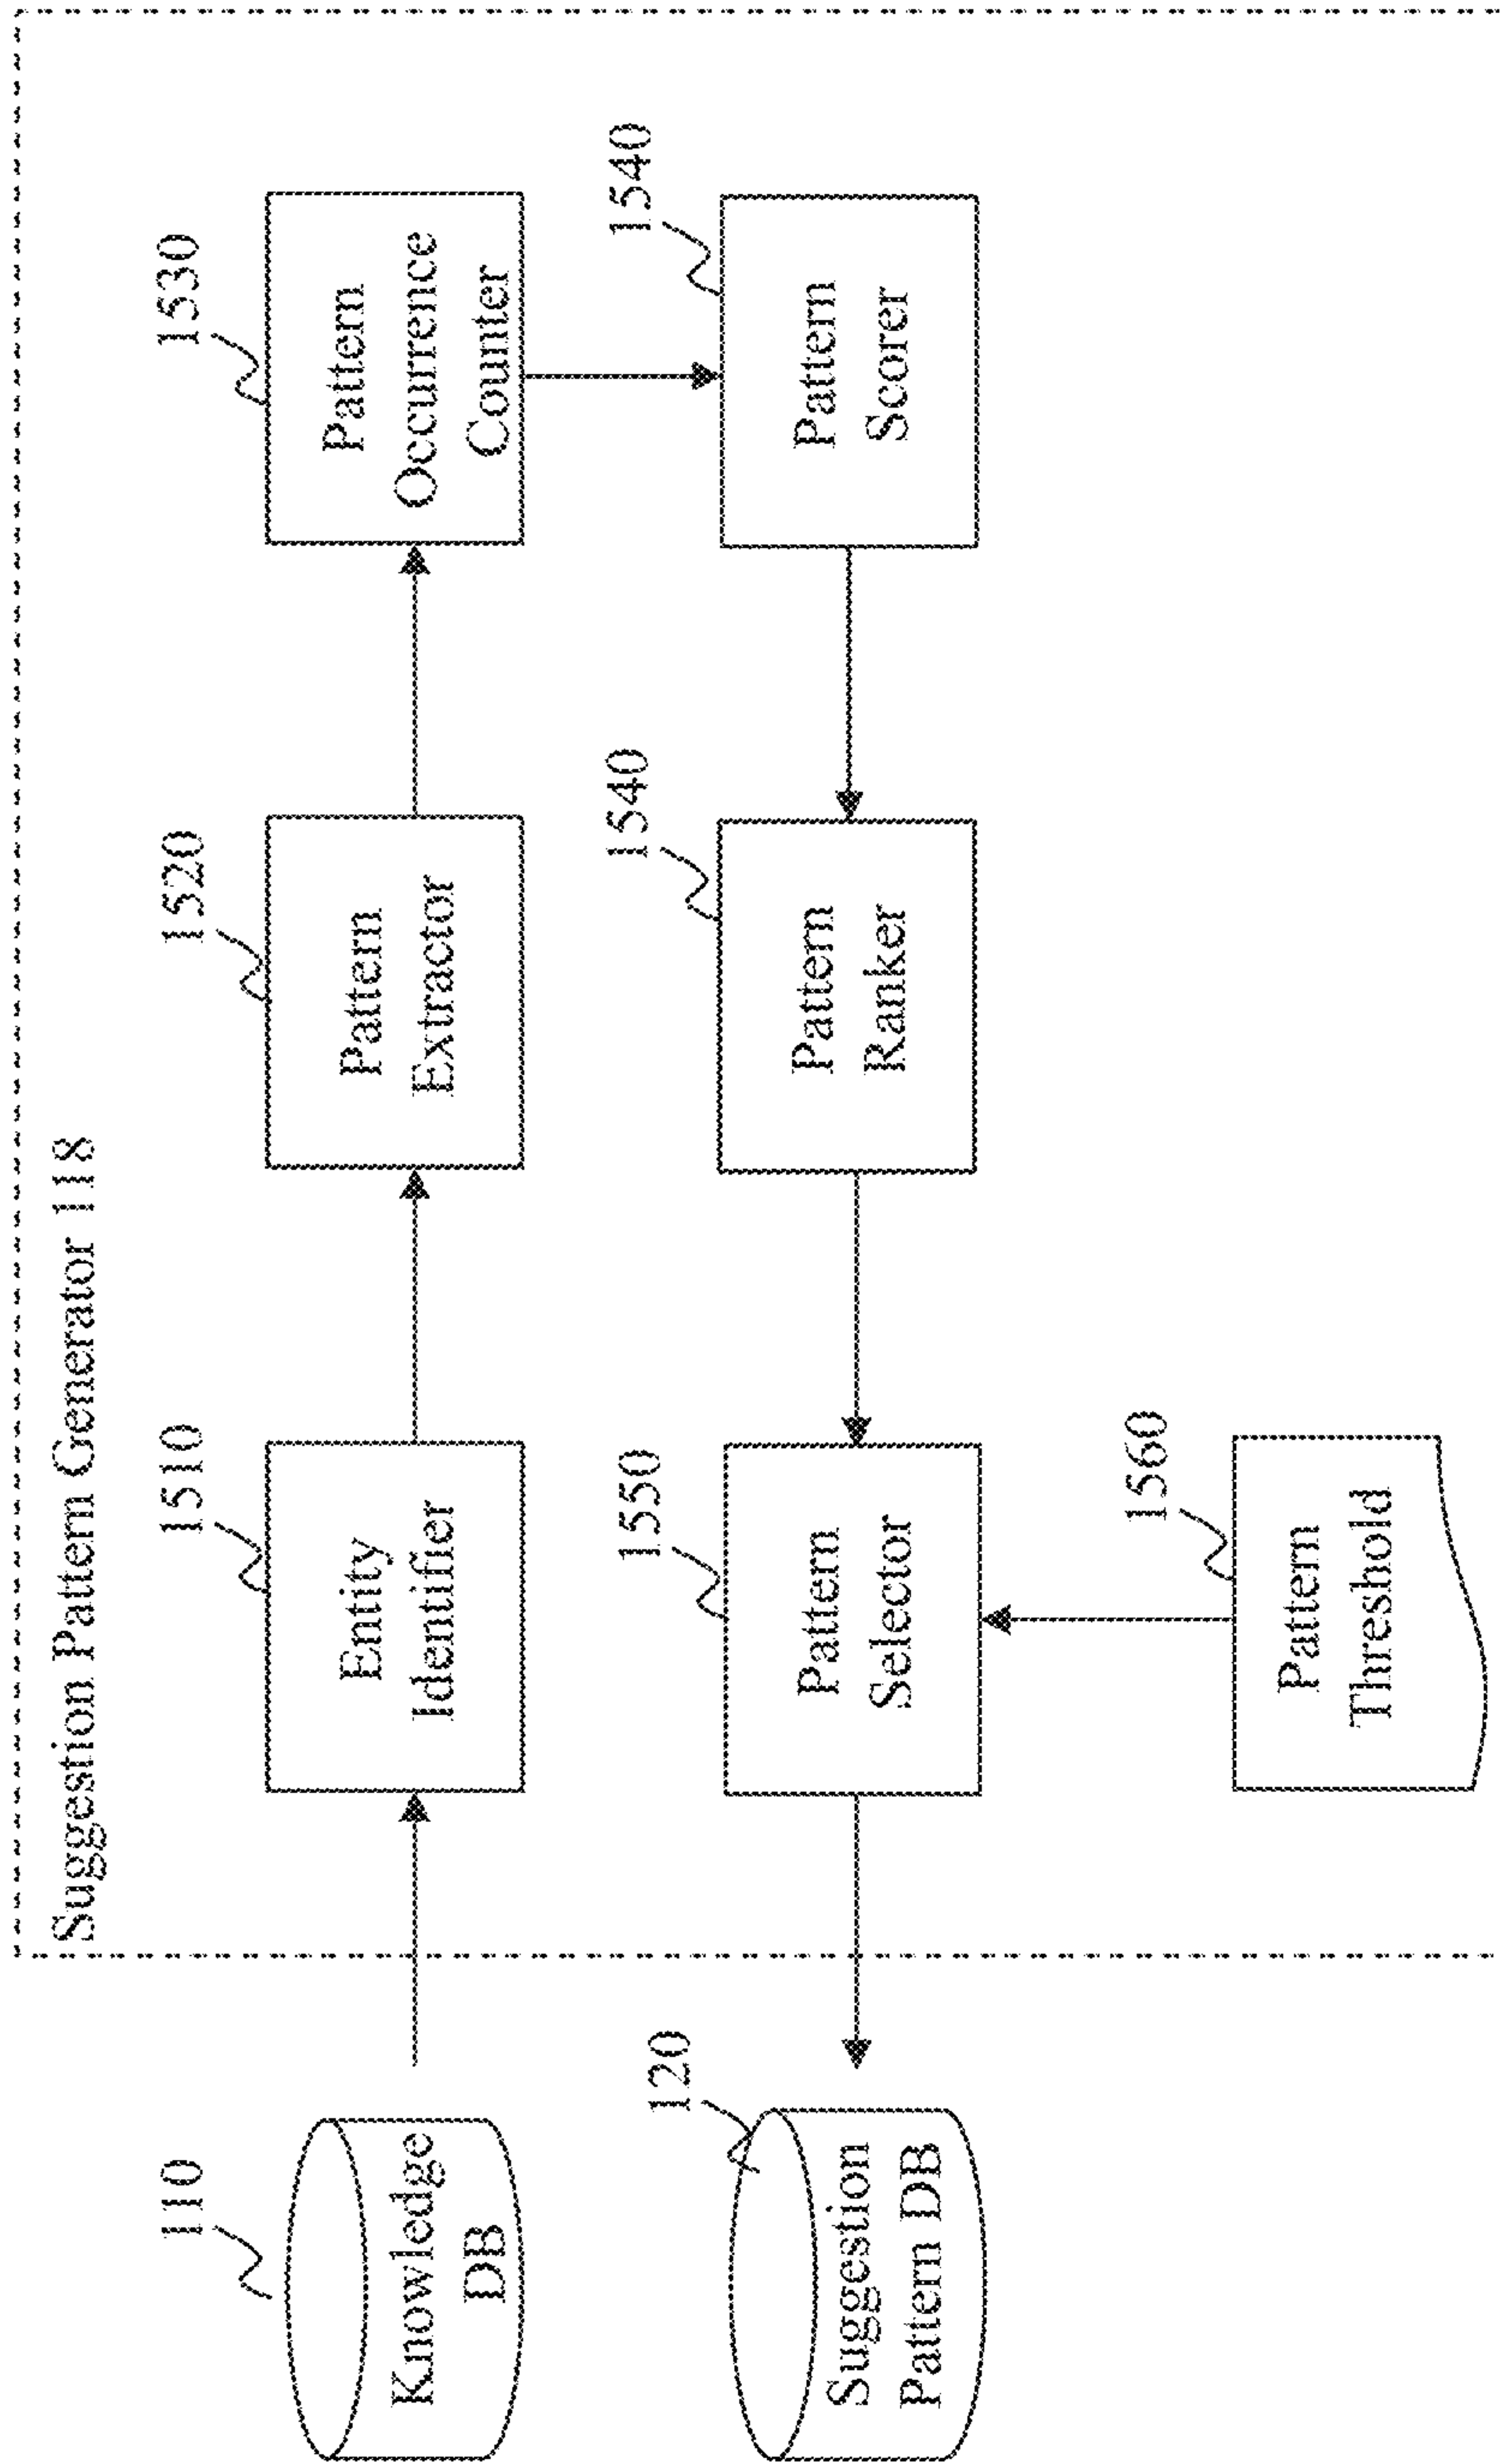 Suggestion Pattern Generator 118
110
Knowledge
DB
1510
Entity
Identifier
1520
Pattern
Extractor
1530
Pattern
Occurrence
Counter
120
Suggestion
Pattern DB
1550
Pattern
Selector
1540
Pattern
Ranker
1540
Pattern
Scorer
1560
Pattern
Threshold